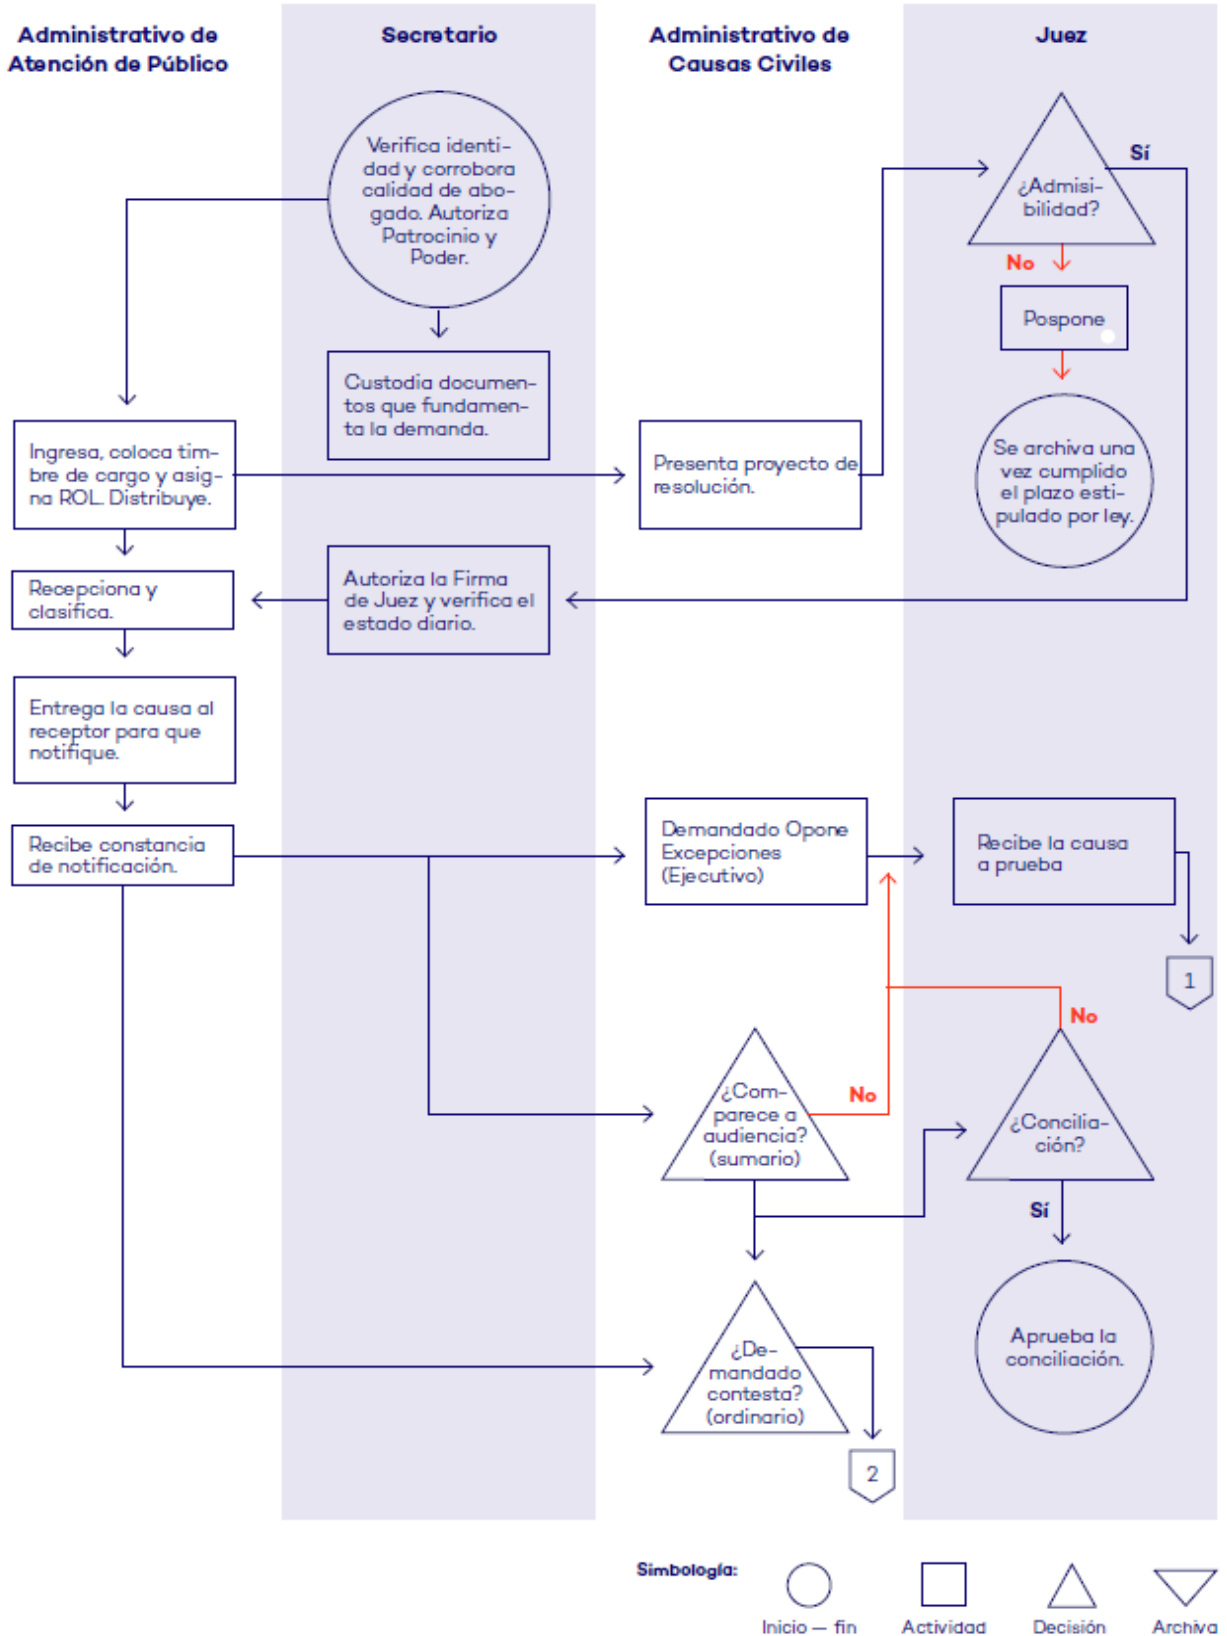 Administrativo de
Atención de Público
Secretario
Administrativo de
Causas Civiles
Juez
Verifica identi-
dad y corrobora
calidad de abo-
gado. Autoriza
Patrocinio y
Poder.
¿Admisi-
bilidad?
Sí
No
Pospone
Custodia documen-
tos que fundamen-
ta la demanda.
Ingresa, coloca tim-
bre de cargo y asig-
na ROL. Distribuye.
Presenta proyecto de
resolución.
Se archiva una
vez cumplido
el plazo esti-
pulado por ley.
Recepciona y
clasifica.
Autoriza la Firma
de Juez y verifica el
estado diario.
Entrega la causa al
receptor para que
notifique.
Recibe constancia
de notificación.
Demandado Opone
Excepciones
(Ejecutivo)
Recibe la causa
a prueba
1
No
¿Com-
parece a
audiencia?
(sumario)
No
¿Concilia-
ción?
Sí
¿De-
mandado
contesta?
(ordinario)
Aprueba la
conciliación.
2
Simbología:
Inicio — fin
Actividad
Decisión
Archiva